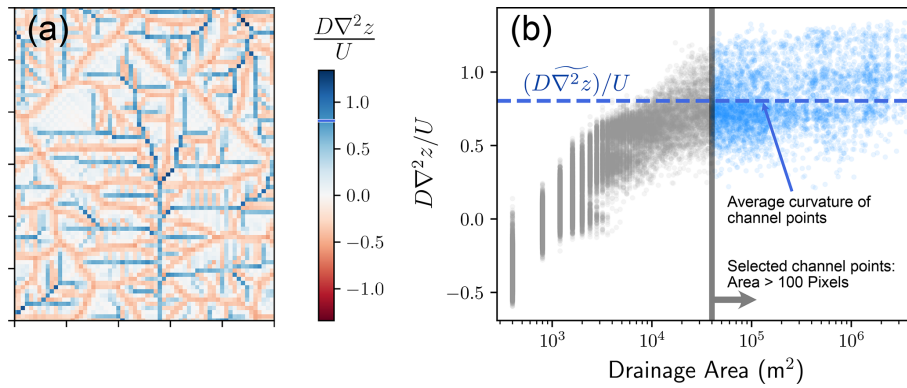 (a)
D∇²z
U
1.0
0.5
0.0
−0.5
−1.0
(b)
D∇²z/U
1.0
0.5
0.0
−0.5
(D∇²z)~/U
Average curvature of
channel points
Selected channel points:
Area > 100 Pixels
10³
10⁴
10⁵
10⁶
Drainage Area (m²)